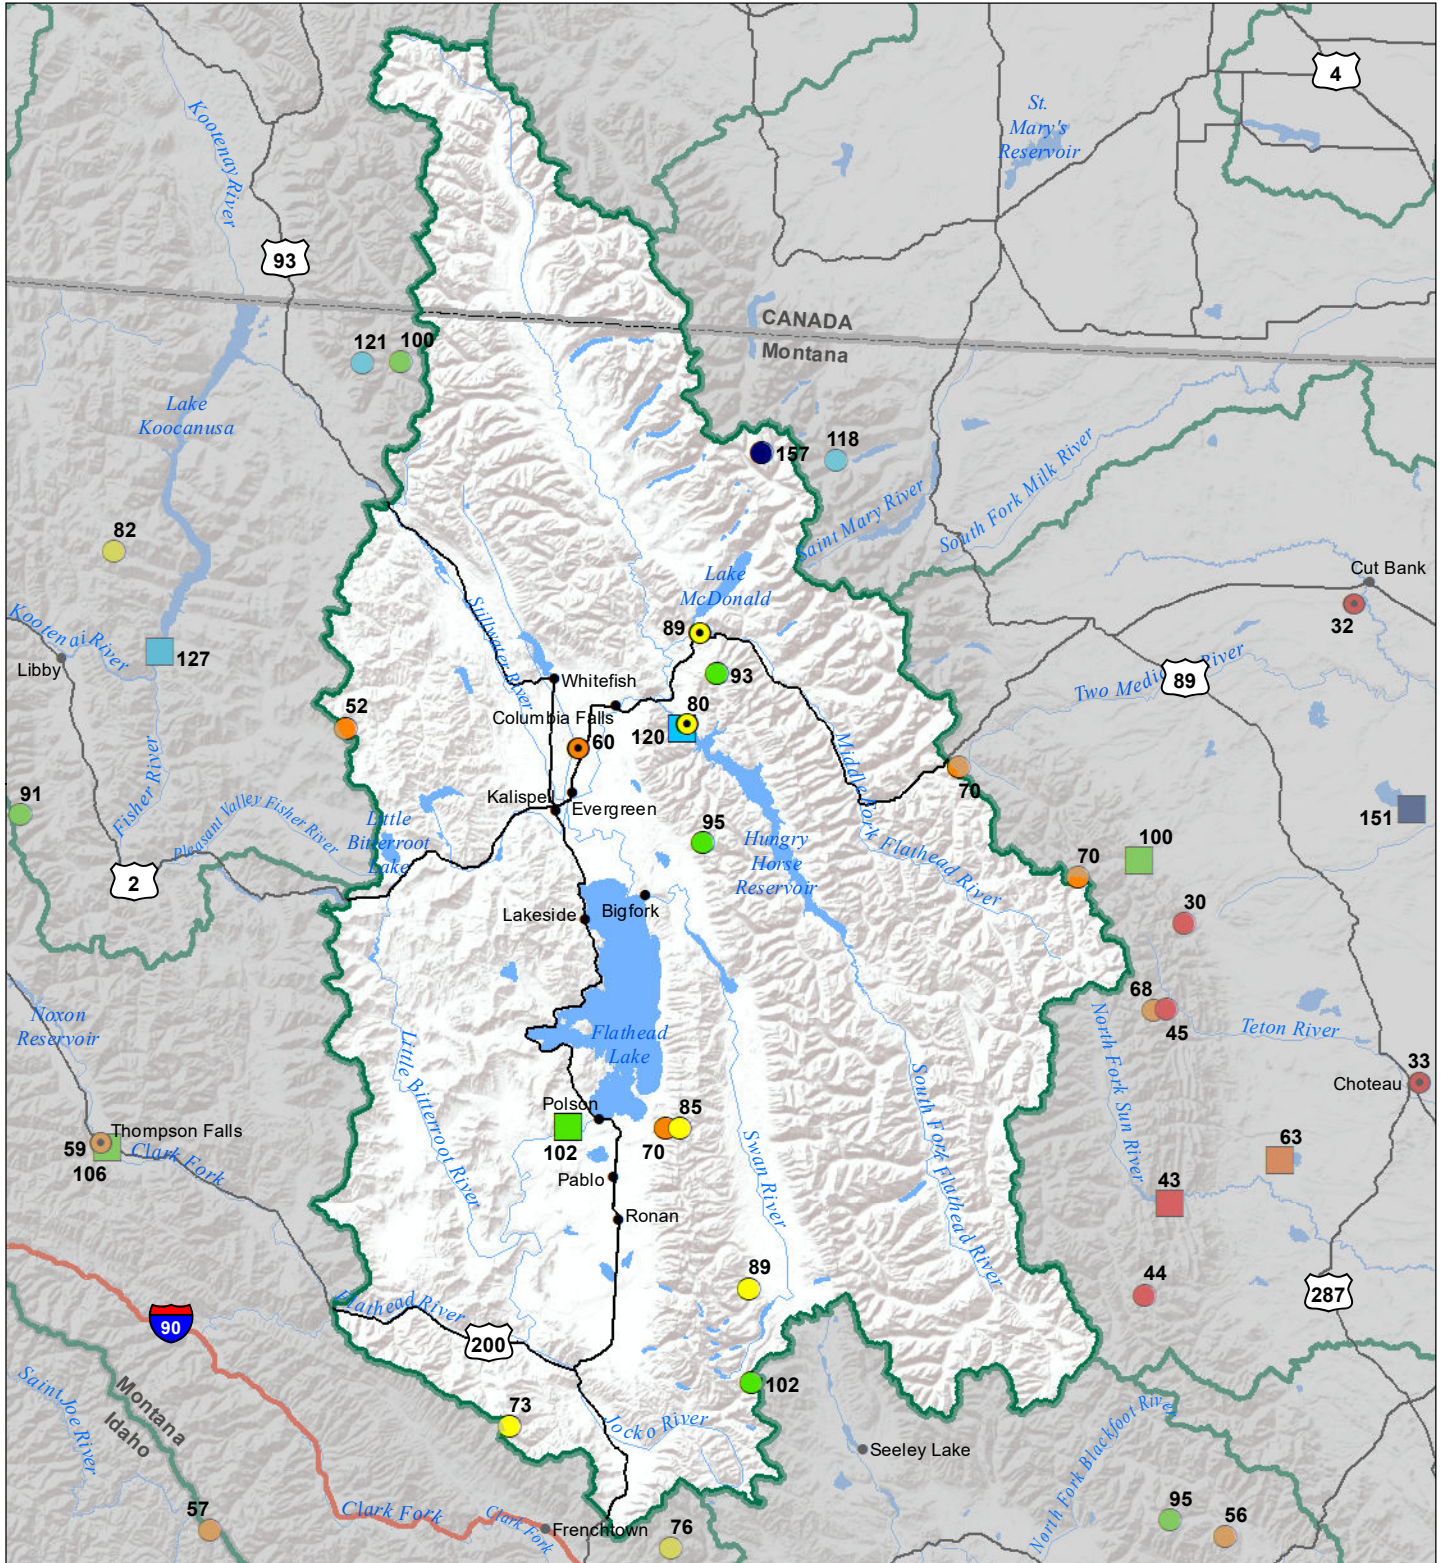 4
St.
Mary's
Reservoir
Kootenay River
93
CANADA
Montana
121
100
Lake
Koocanusa
157
118
Saint Mary River
South Fork Milk River
82
Cut Bank
32
Lake
McDonald
Kootenai River
Libby
127
Stillwater River
89
93
Whitefish
Columbia Falls
80
120
60
52
Two Medicine River
89
Middle Fork Flathead River
70
91
Fisher River
Pleasant Valley Fisher River
2
Kalispell
Evergreen
Little
Bitterroot
Lake
95
Hungry
Horse
Reservoir
151
100
70
30
Lakeside
Bigfork
68
45
Noxon
Reservoir
Flathead
Lake
Little Bitterroot River
North Fork Sun River
Teton River
33
Choteau
South Fork Flathead River
Polson
102
85
70
Thompson Falls
59
106
Clark Fork
Pablo
Ronan
Swan River
63
43
44
287
89
Flathead River
200
90
Montana
Idaho
Saint Joe River
102
73
Jocko River
Seeley Lake
North Fork Blackfoot River
57
Clark Fork
Clark Fork
Frenchtown
76
95
56